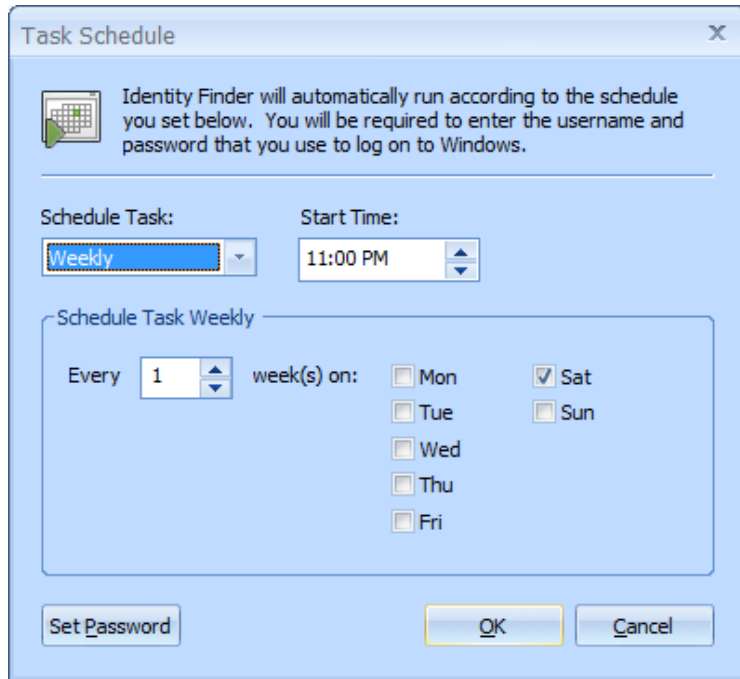 Task Schedule
x
Identity Finder will automatically run according to the schedule
you set below.  You will be required to enter the username and
password that you use to log on to Windows.
Schedule Task: Start Time:
Weekly 11:00 PM
Schedule Task Weekly
Every 1 week(s) on: Mon Sat
Tue Sun
Wed
Thu
Fri
Set Password OK Cancel